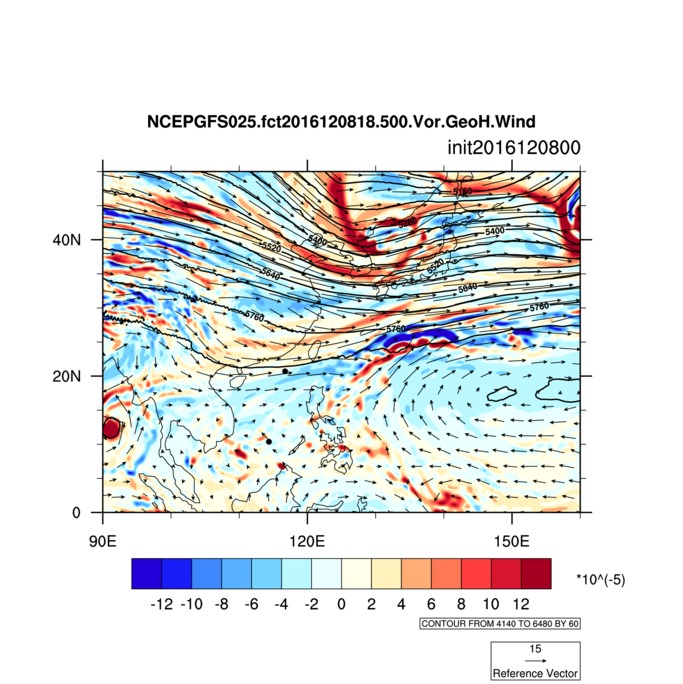 NCEPGFS025.fct2016120818.500.Vor.GeoH.Wind
init2016120800
5160
5400
5400
40N
5520
5520
5640
5640
5760
5760
5760
20N
0
90E 120E 150E
-12 -10 -8 -6 -4 -2 0 2 4 6 8 10 12
*10^(-5)
CONTOUR FROM 4140 TO 6480 BY 60
15
Reference Vector